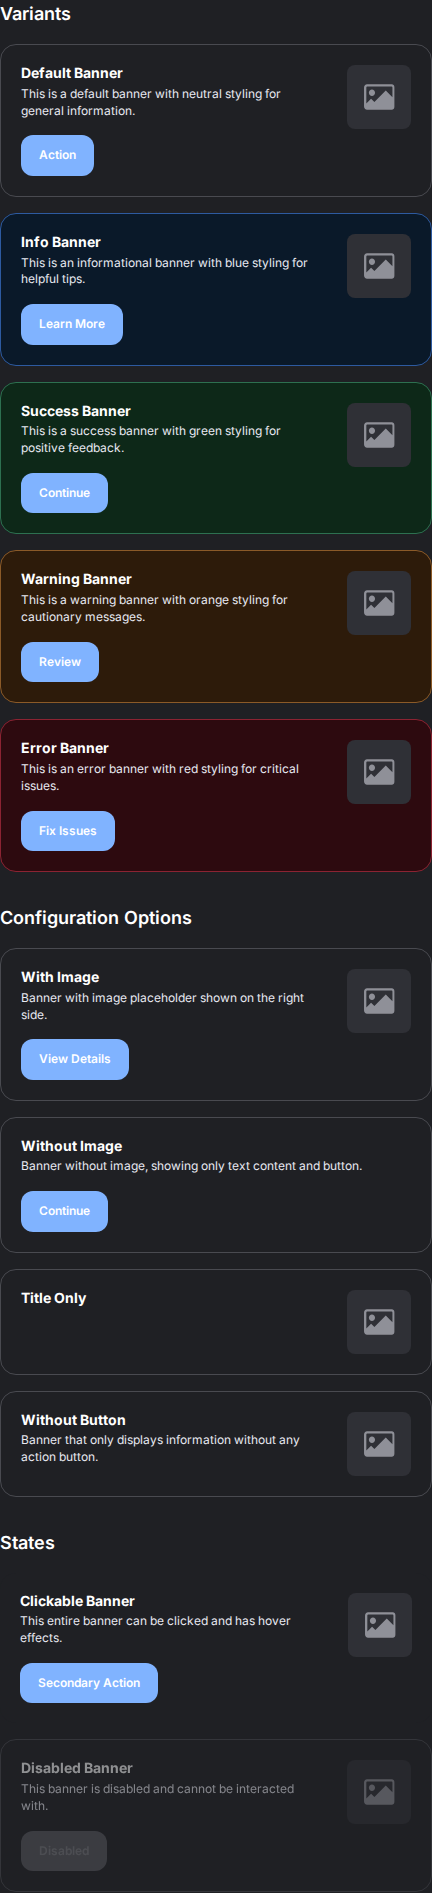 Variants
Default Banner
This is a default banner with neutral styling for
general information.
Action
Info Banner
This is an informational banner with blue styling for
helpful tips.
Learn More
Success Banner
This is a success banner with green styling for
positive feedback.
Continue
Warning Banner
This is a warning banner with orange styling for
cautionary messages.
Review
Error Banner
This is an error banner with red styling for critical
issues.
Fix Issues
Configuration Options
With Image
Banner with image placeholder shown on the right
side.
View Details
Without Image
Banner without image, showing only text content and button.
Continue
Title Only
Without Button
Banner that only displays information without any
action button.
States
Clickable Banner
This entire banner can be clicked and has hover
effects.
Secondary Action
Disabled Banner
This banner is disabled and cannot be interacted
with.
Disabled